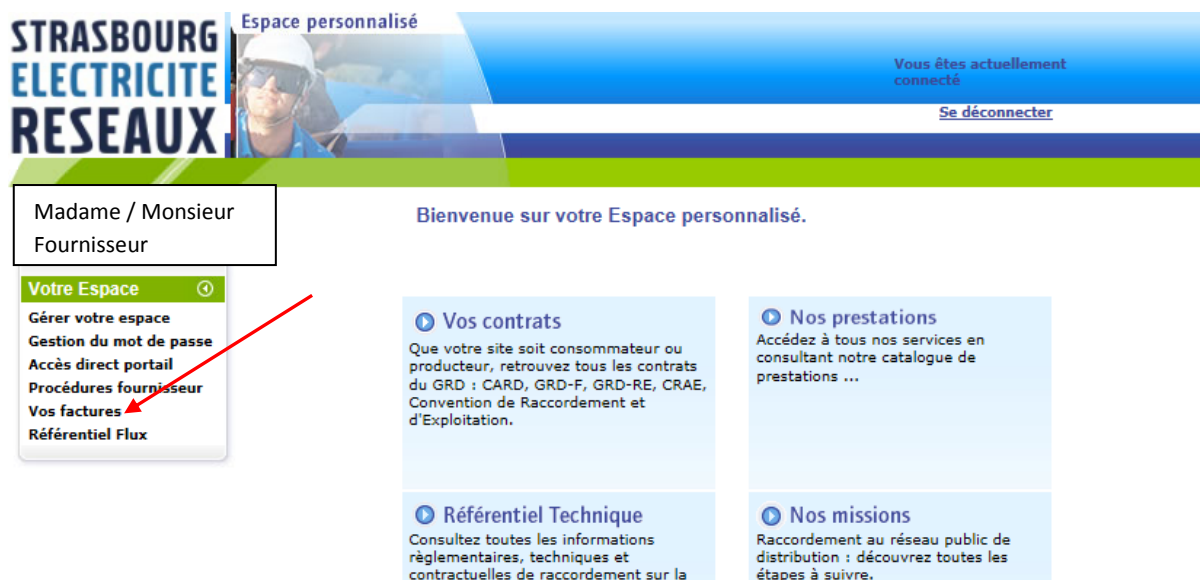 STRASBOURG
ELECTRICITE
RESEAUX
Espace personnalisé
Vous êtes actuellement
connecté
Se déconnecter
Madame / Monsieur
Fournisseur
Bienvenue sur votre Espace personnalisé.
Votre Espace
Gérer votre espace
Gestion du mot de passe
Accès direct portail
Procédures fournisseur
Vos factures
Référentiel Flux
Vos contrats
Que votre site soit consommateur ou
producteur, retrouvez tous les contrats
du GRD : CARD, GRD-F, GRD-RE, CRAE,
Convention de Raccordement et
d'Exploitation.
Nos prestations
Accédez à tous nos services en
consultant notre catalogue de
prestations ...
Référentiel Technique
Consultez toutes les informations
règlementaires, techniques et
contractuelles de raccordement sur la
Nos missions
Raccordement au réseau public de
distribution : découvrez toutes les
étapes à suivre.